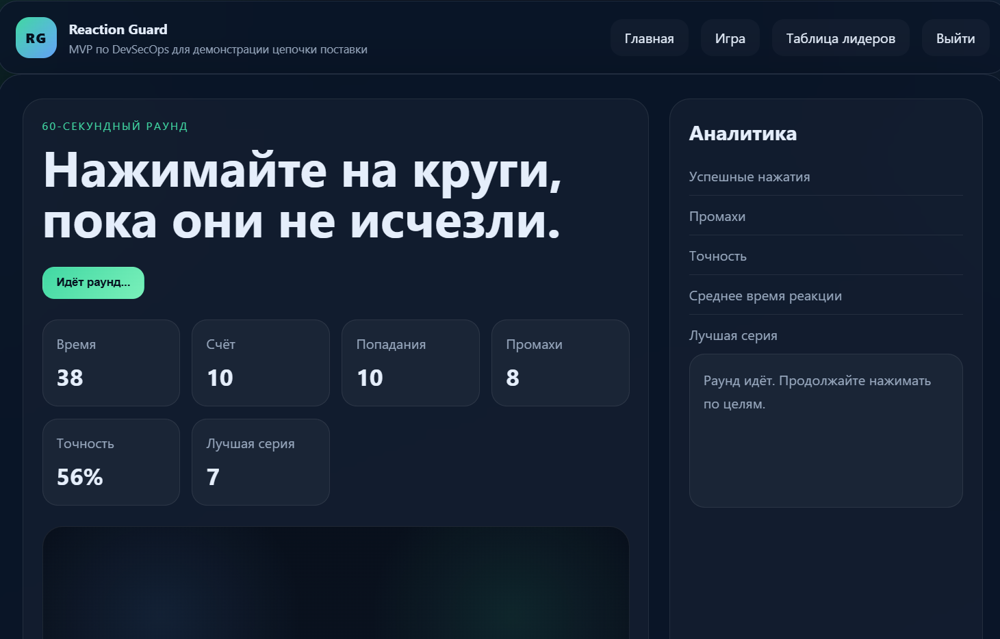 RG
Reaction Guard
MVP по DevSecOps для демонстрации цепочки поставки
Главная
Игра
Таблица лидеров
Выйти
60-СЕКУНДНЫЙ РАУНД
Нажимайте на круги,
пока они не исчезли.
Идёт раунд...
Время
38
Счёт
10
Попадания
10
Промахи
8
Точность
56%
Лучшая серия
7
Аналитика
Успешные нажатия
Промахи
Точность
Среднее время реакции
Лучшая серия
Раунд идёт. Продолжайте нажимать
по целям.